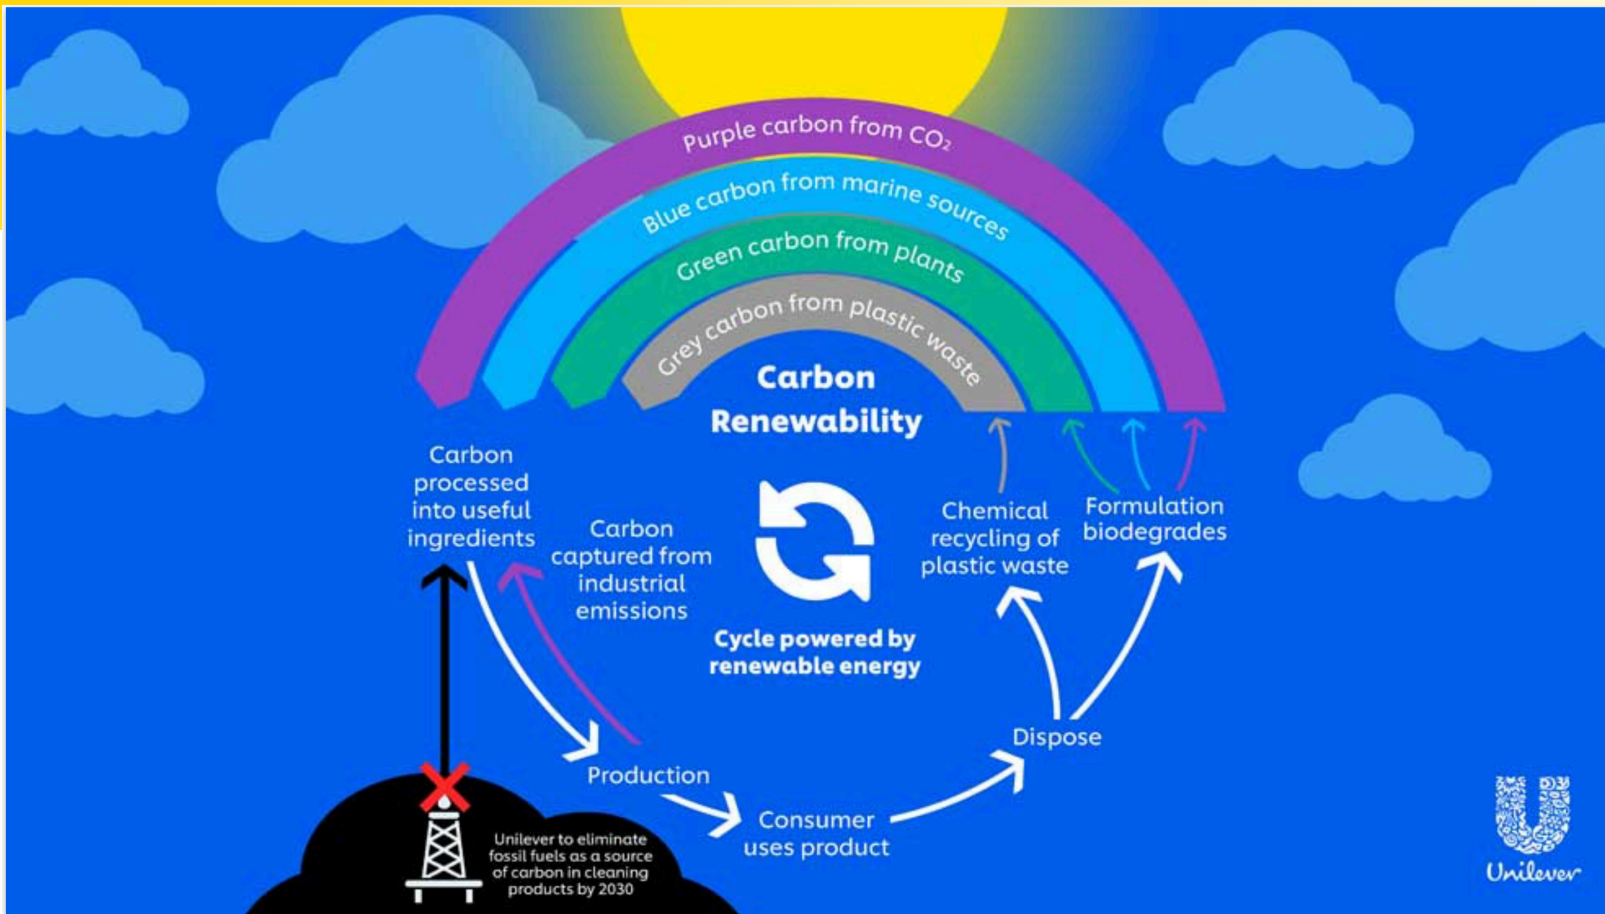 Purple carbon from CO₂
Blue carbon from marine sources
Green carbon from plants
Grey carbon from plastic waste
Carbon
Renewability
Cycle powered by
renewable energy
Carbon
processed
into useful
ingredients
Carbon
captured from
industrial
emissions
Chemical
recycling of
plastic waste
Formulation
biodegrades
Production
Consumer
uses product
Dispose
Unilever to eliminate
fossil fuels as a source
of carbon in cleaning
products by 2030
Unilever